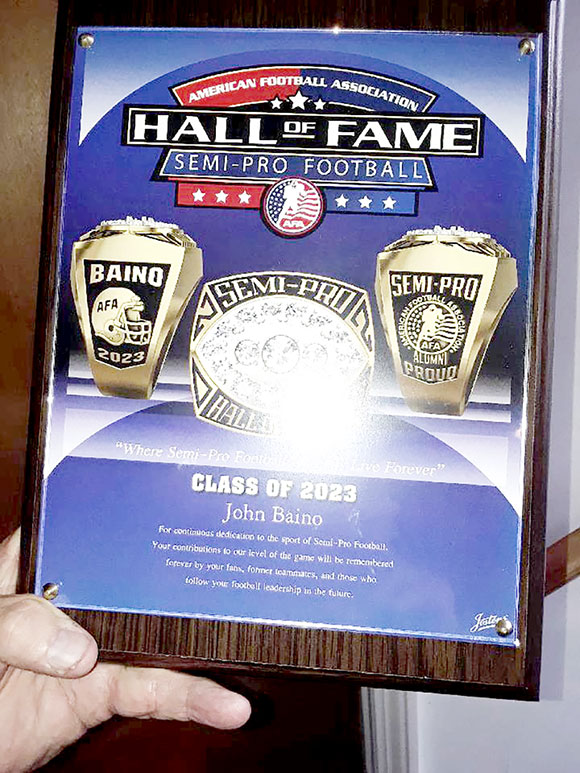 AMERICAN FOOTBALL ASSOCIATION
HALL OF FAME
SEMI-PRO FOOTBALL
AFA
BAINO
AFA
2023
SEMI-PRO
HALL
SEMI-PRO
AMERICAN FOOTBALL ASSOCIATION
AFA
ALUMNI
PROUD
"Where Semi-Pro Live Forever"
CLASS OF 2023
John Baino
For continuous dedication to the sport of Semi-Pro Football.
Your contributions to our level of the game will be remembered
forever by your fans, former teammates, and those who
follow your football leadership in the future.
Jostens